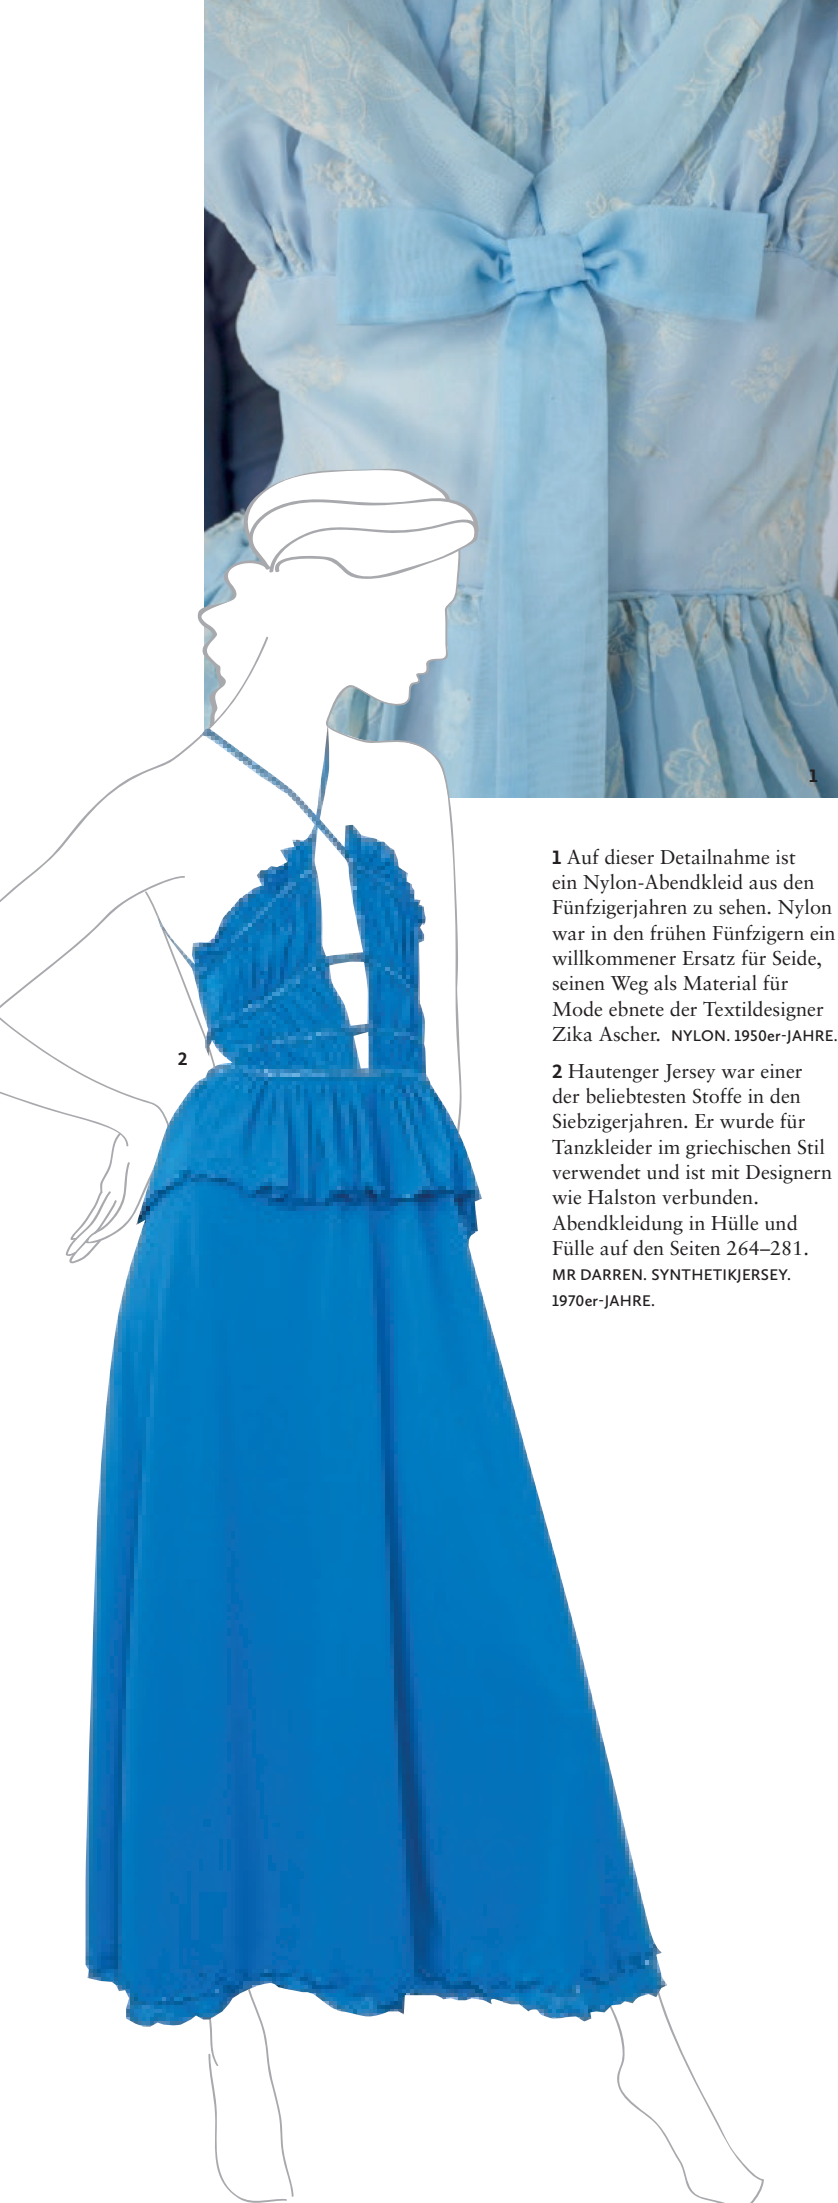 1
1 Auf dieser Detailnahme ist
ein Nylon-Abendkleid aus den
Fünfzigerjahren zu sehen. Nylon
war in den frühen Fünfzigern ein
willkommener Ersatz für Seide,
seinen Weg als Material für
Mode ebnete der Textildesigner
Zika Ascher. NYLON. 1950er-JAHRE.
2
2 Hautenger Jersey war einer
der beliebtesten Stoffe in den
Siebzigerjahren. Er wurde für
Tanzkleider im griechischen Stil
verwendet und ist mit Designern
wie Halston verbunden.
Abendkleidung in Hülle und
Fülle auf den Seiten 264–281.
MR DARREN. SYNTHETIKJERSEY.
1970er-JAHRE.